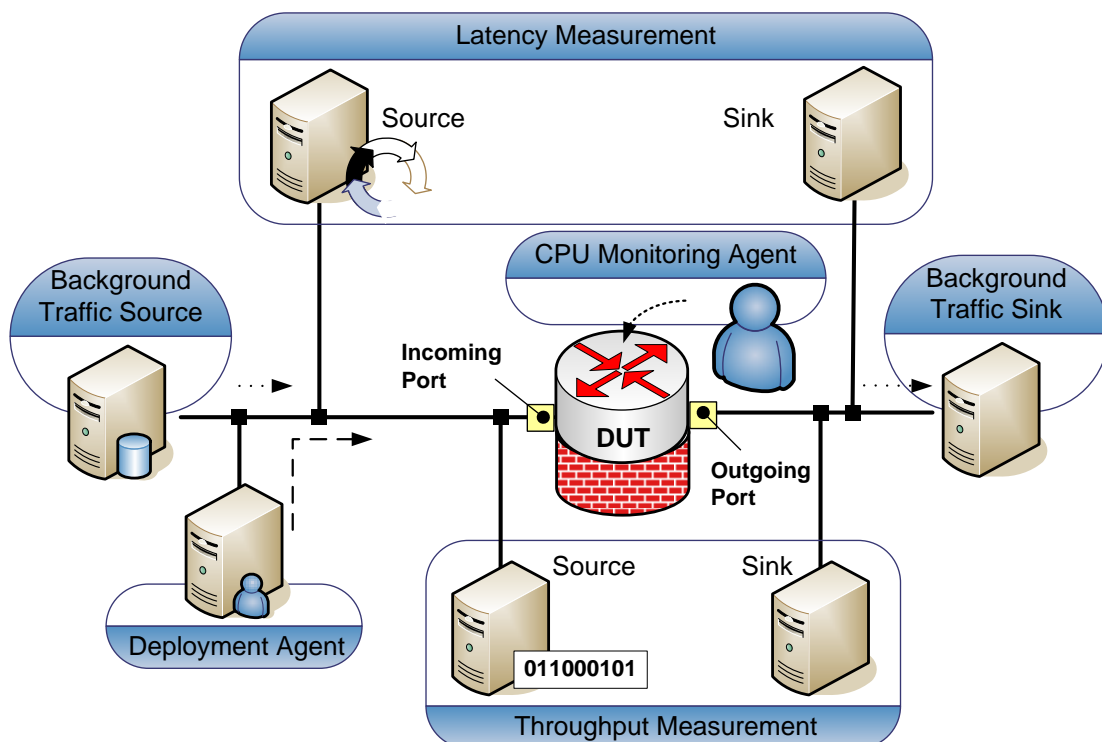 Latency Measurement
Source
Sink
CPU Monitoring Agent
Background
Traffic Source
Background
Traffic Sink
Incoming
Port
DUT
Outgoing
Port
Source
Sink
Deployment Agent
011000101
Throughput Measurement